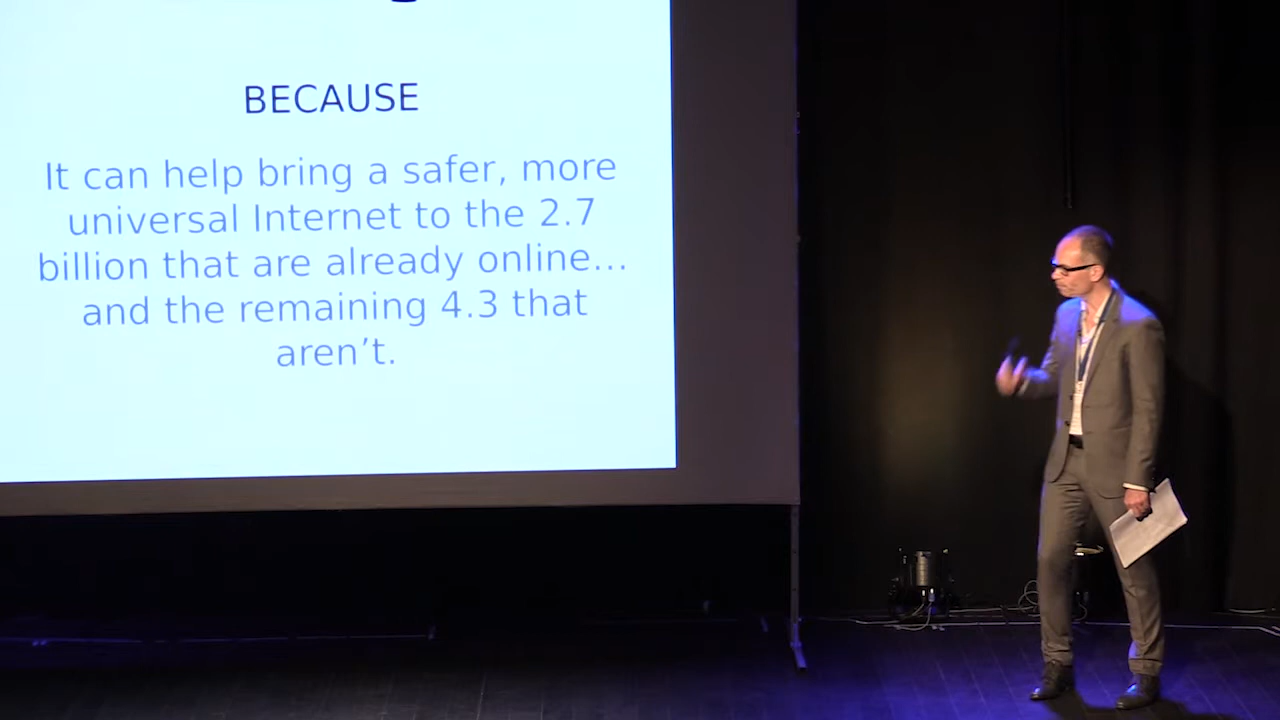 BECAUSE
It can help bring a safer, more
universal Internet to the 2.7
billion that are already online...
and the remaining 4.3 that
aren’t.